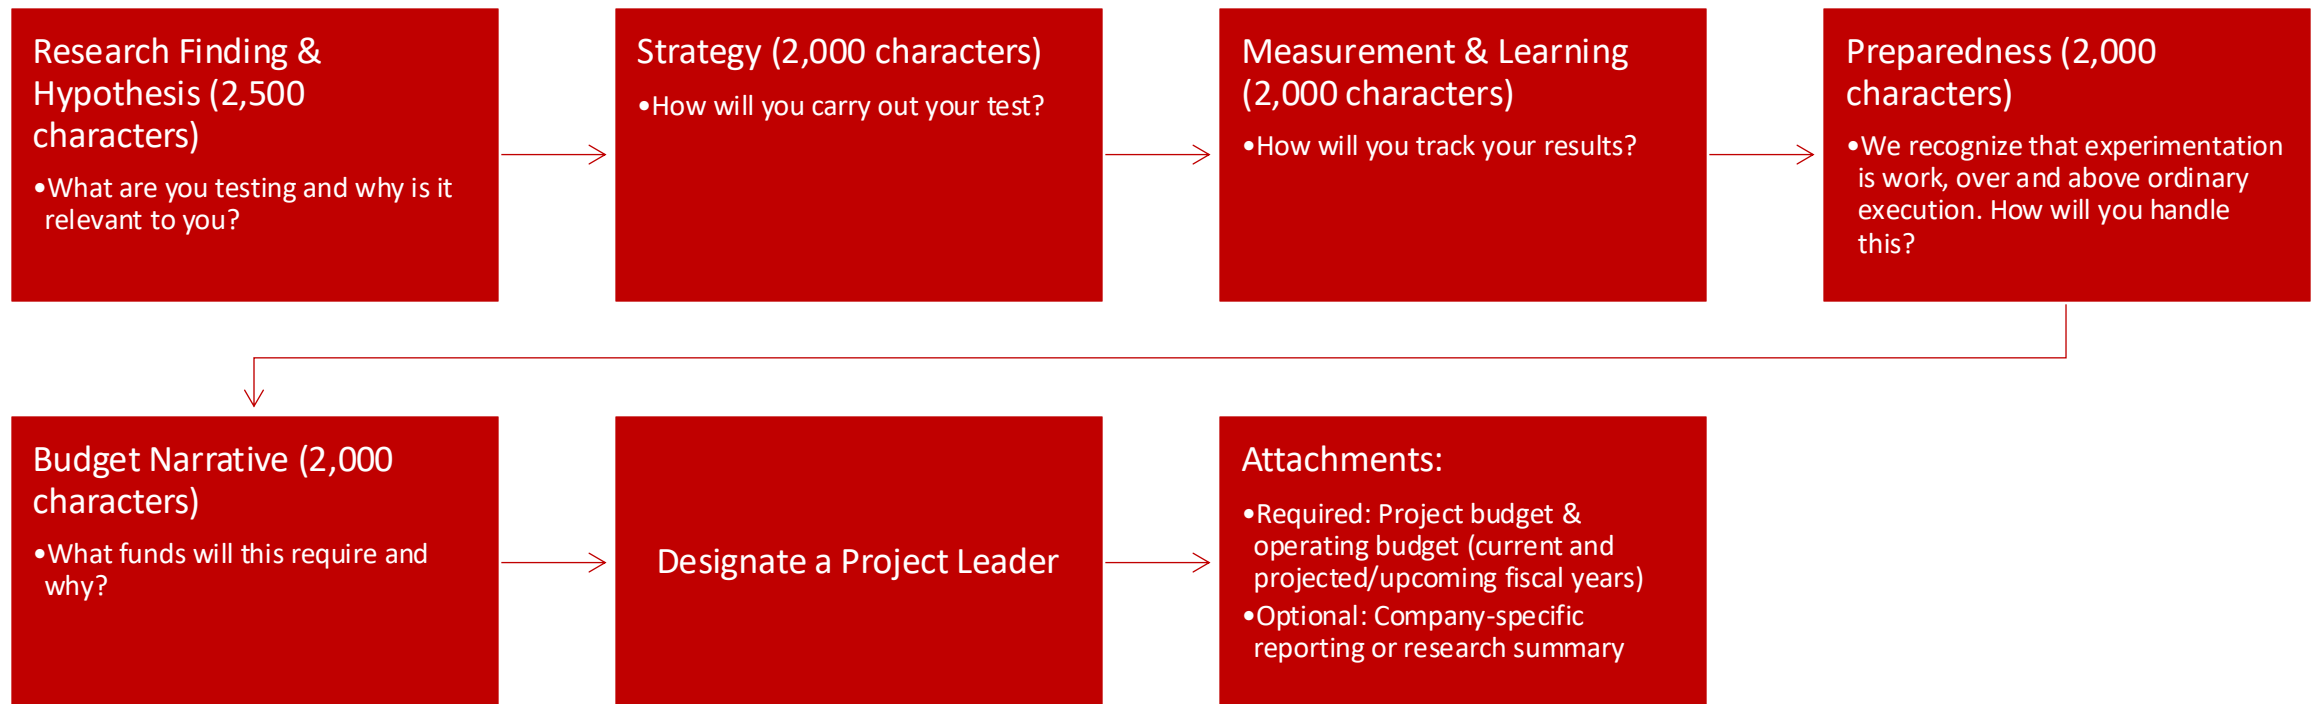 Research Finding &
Hypothesis (2,500
characters)
•What are you testing and why is it
relevant to you?
Strategy (2,000 characters)
•How will you carry out your test?
Measurement & Learning
(2,000 characters)
•How will you track your results?
Preparedness (2,000
characters)
•We recognize that experimentation
is work, over and above ordinary
execution. How will you handle
this?
Budget Narrative (2,000
characters)
•What funds will this require and
why?
Designate a Project Leader
Attachments:
•Required: Project budget &
operating budget (current and
projected/upcoming fiscal years)
•Optional: Company-specific
reporting or research summary